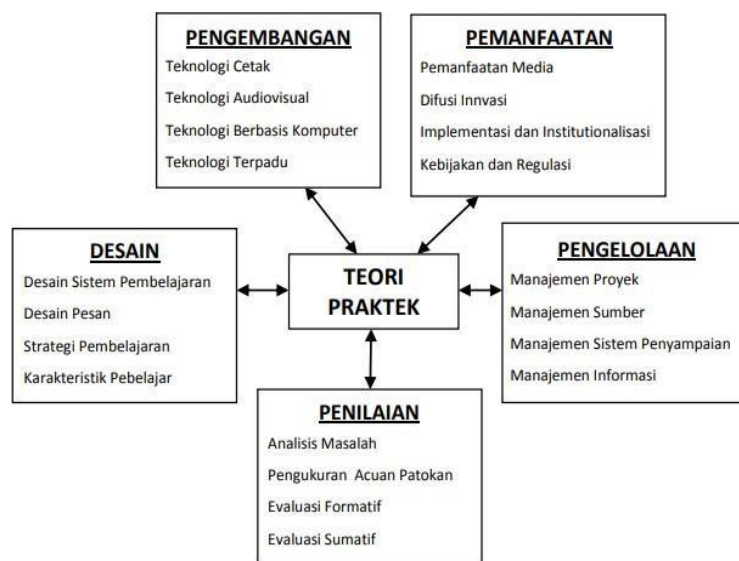 PENGEMBANGAN
Teknologi Cetak
Teknologi Audiovisual
Teknologi Berbasis Komputer
Teknologi Terpadu
PEMANFAATAN
Pemanfaatan Media
Difusi Innvasi
Implementasi dan Institutionalisasi
Kebijakan dan Regulasi
DESAIN
Desain Sistem Pembelajaran
Desain Pesan
Strategi Pembelajaran
Karakteristik Pebelajar
TEORI
PRAKTEK
PENGELOLAAN
Manajemen Proyek
Manajemen Sumber
Manajemen Sistem Penyampaian
Manajemen Informasi
PENILAIAN
Analisis Masalah
Pengukuran Acuan Patokan
Evaluasi Formatif
Evaluasi Sumatif